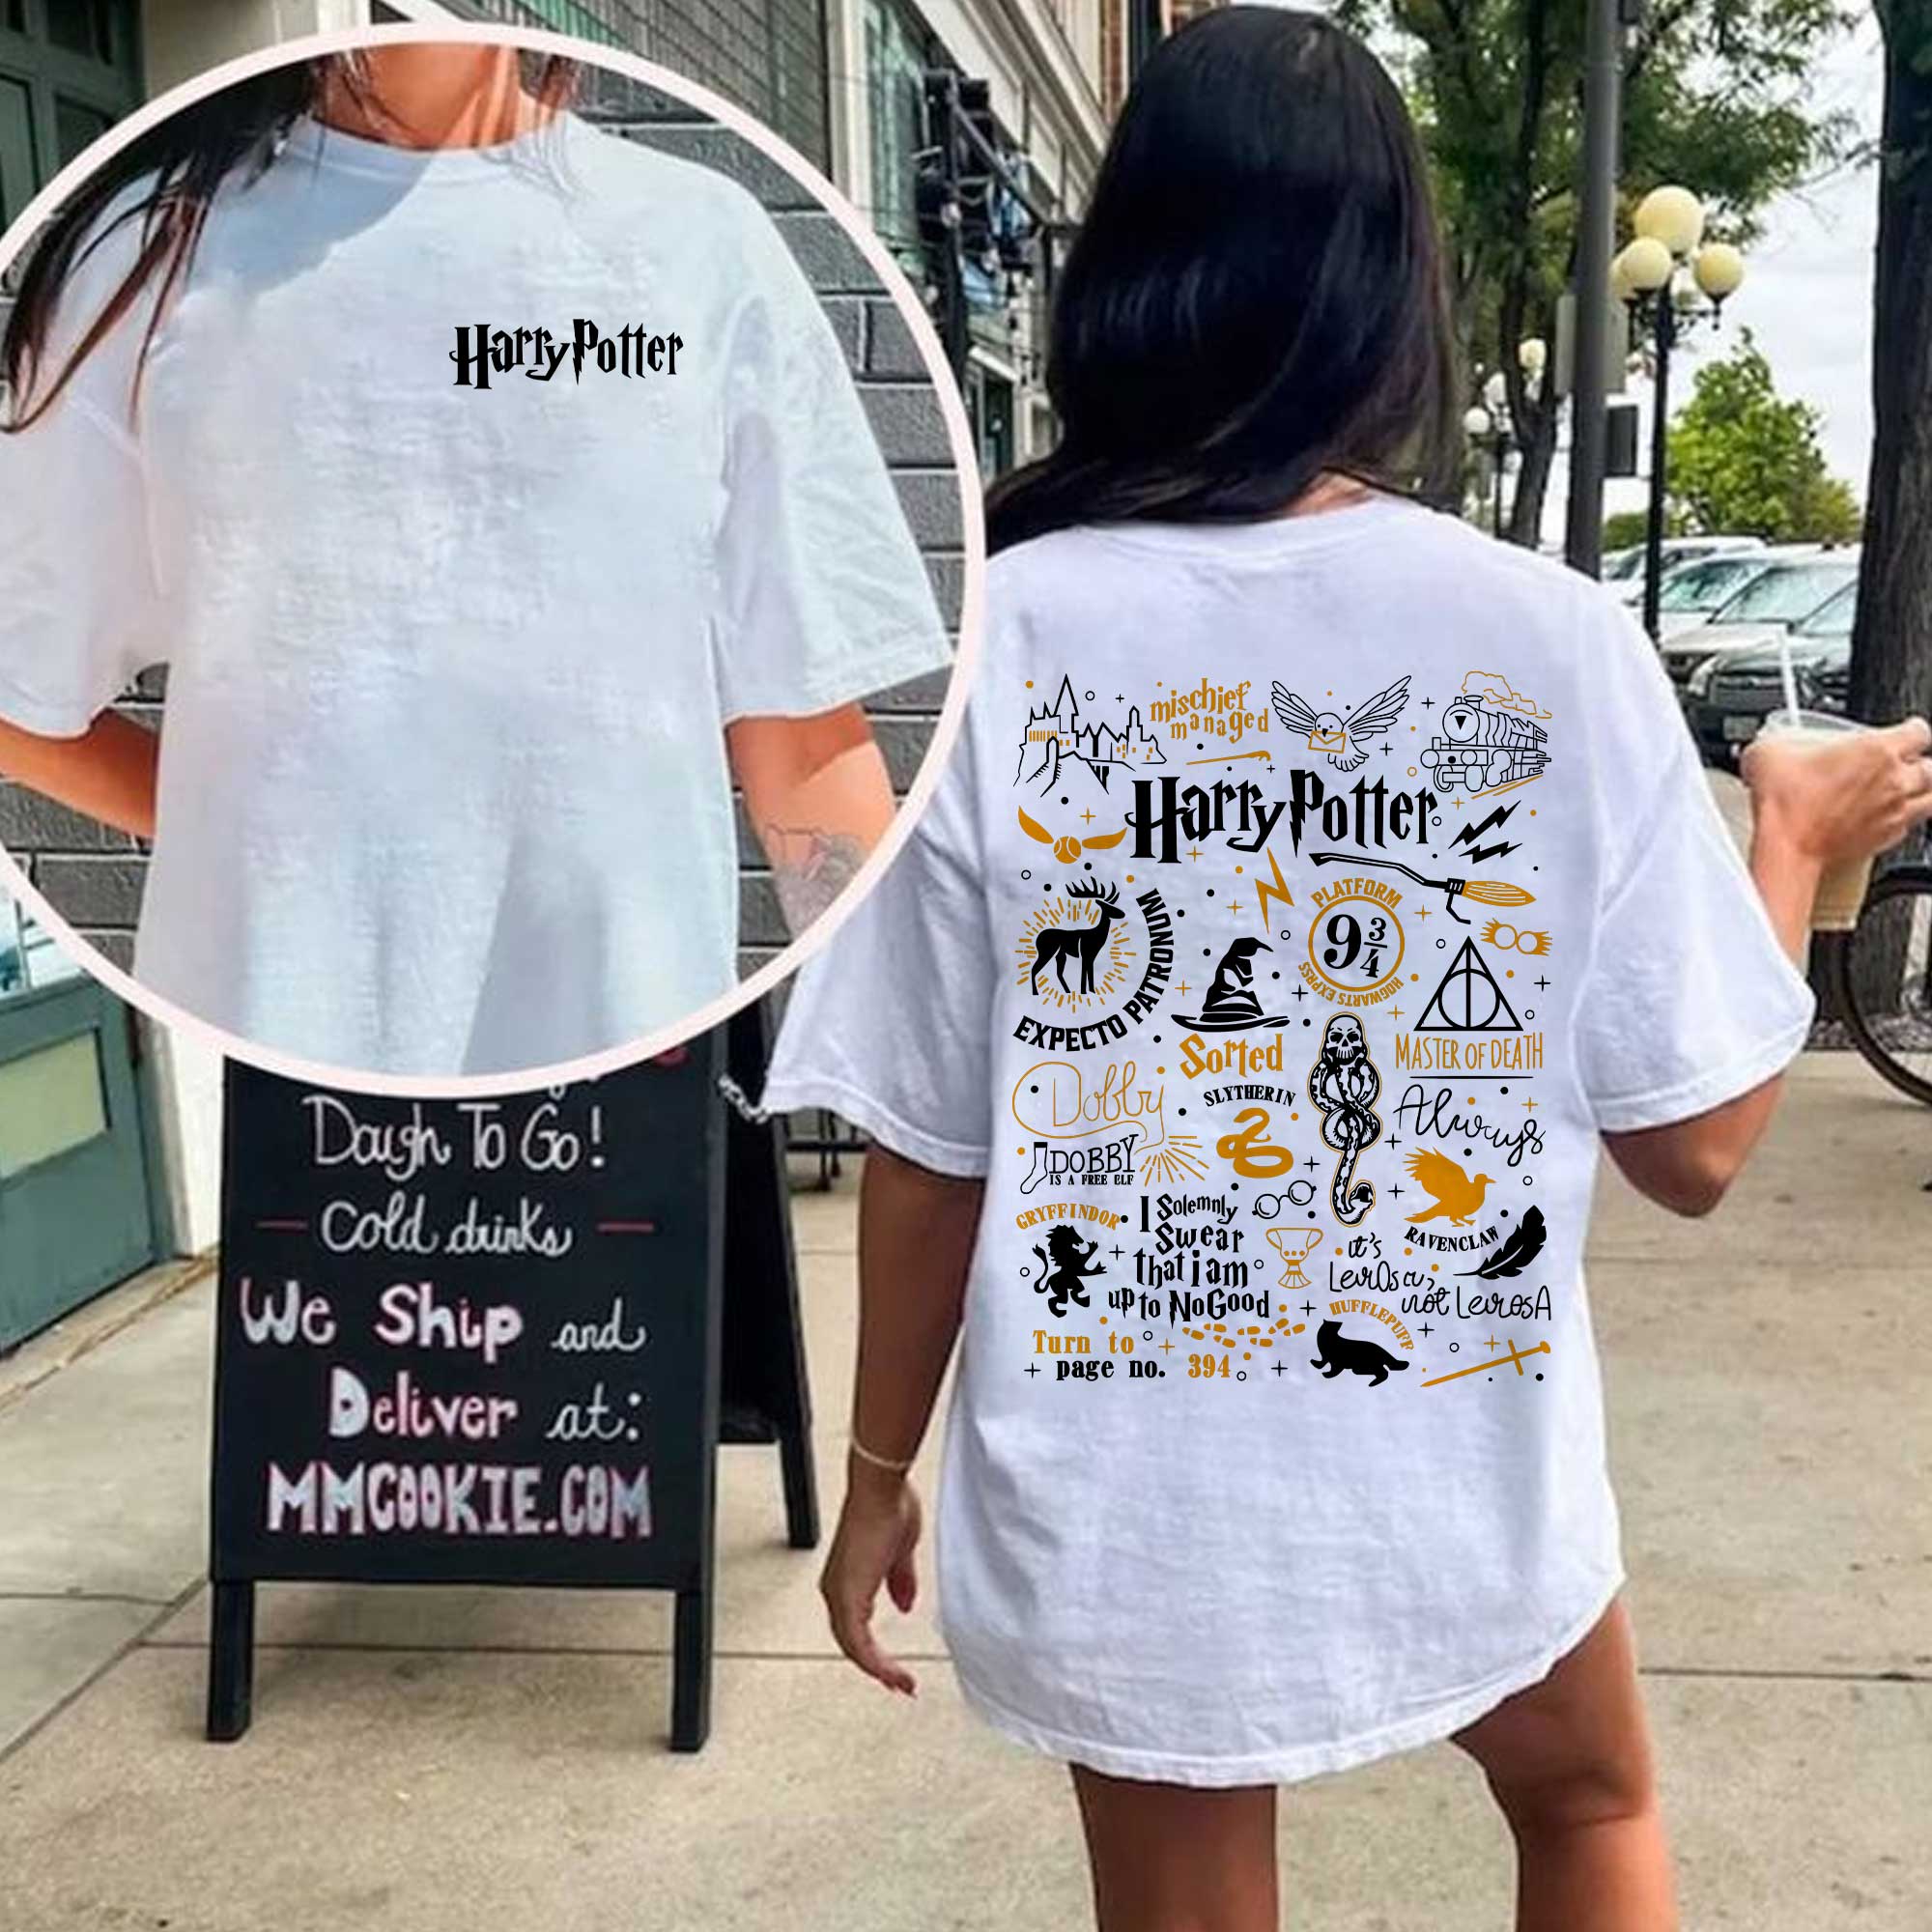 Harry Potter
Dough To Go!
Cold drinks
We Ship and
Deliver at:
MMCOOKIE.COM
mischief
managed
Harry Potter
EXPECTO PATRONUM
PLATFORM
9 3/4
HOGWARTS EXPRSS
Sorted
MASTER OF DEATH
Dobby
SLYTHERIN
Always
DOBBY
IS A FREE ELF
GRYFFINDOR
I Solemnly
Swear
that i am
up to No Good
RAVENCLAW
it's
LeviOsa,
not LeviosA
HUFFLEPUFF
Turn to
page no. 394